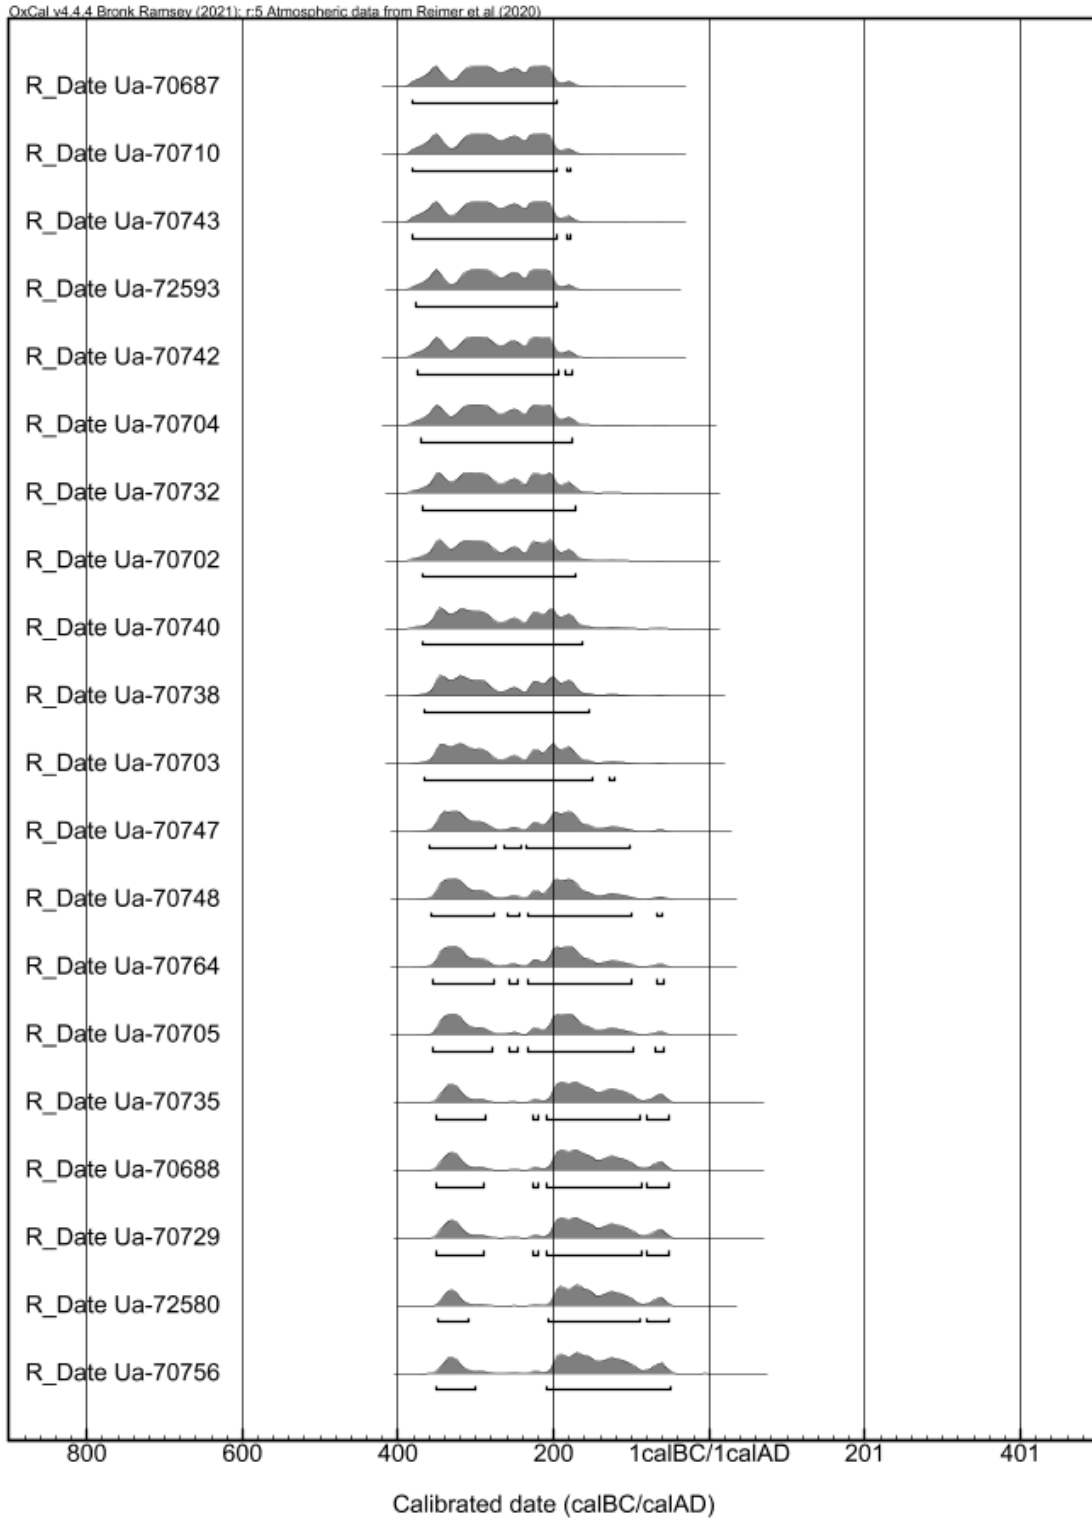 OxCal v4.4.4 Bronk Ramsey (2021); r:5 Atmospheric data from Reimer et al (2020)
R_Date Ua-70687
R_Date Ua-70710
R_Date Ua-70743
R_Date Ua-72593
R_Date Ua-70742
R_Date Ua-70704
R_Date Ua-70732
R_Date Ua-70702
R_Date Ua-70740
R_Date Ua-70738
R_Date Ua-70703
R_Date Ua-70747
R_Date Ua-70748
R_Date Ua-70764
R_Date Ua-70705
R_Date Ua-70735
R_Date Ua-70688
R_Date Ua-70729
R_Date Ua-72580
R_Date Ua-70756
800 600 400 200 1calBC/1calAD 201 401
Calibrated date (calBC/calAD)